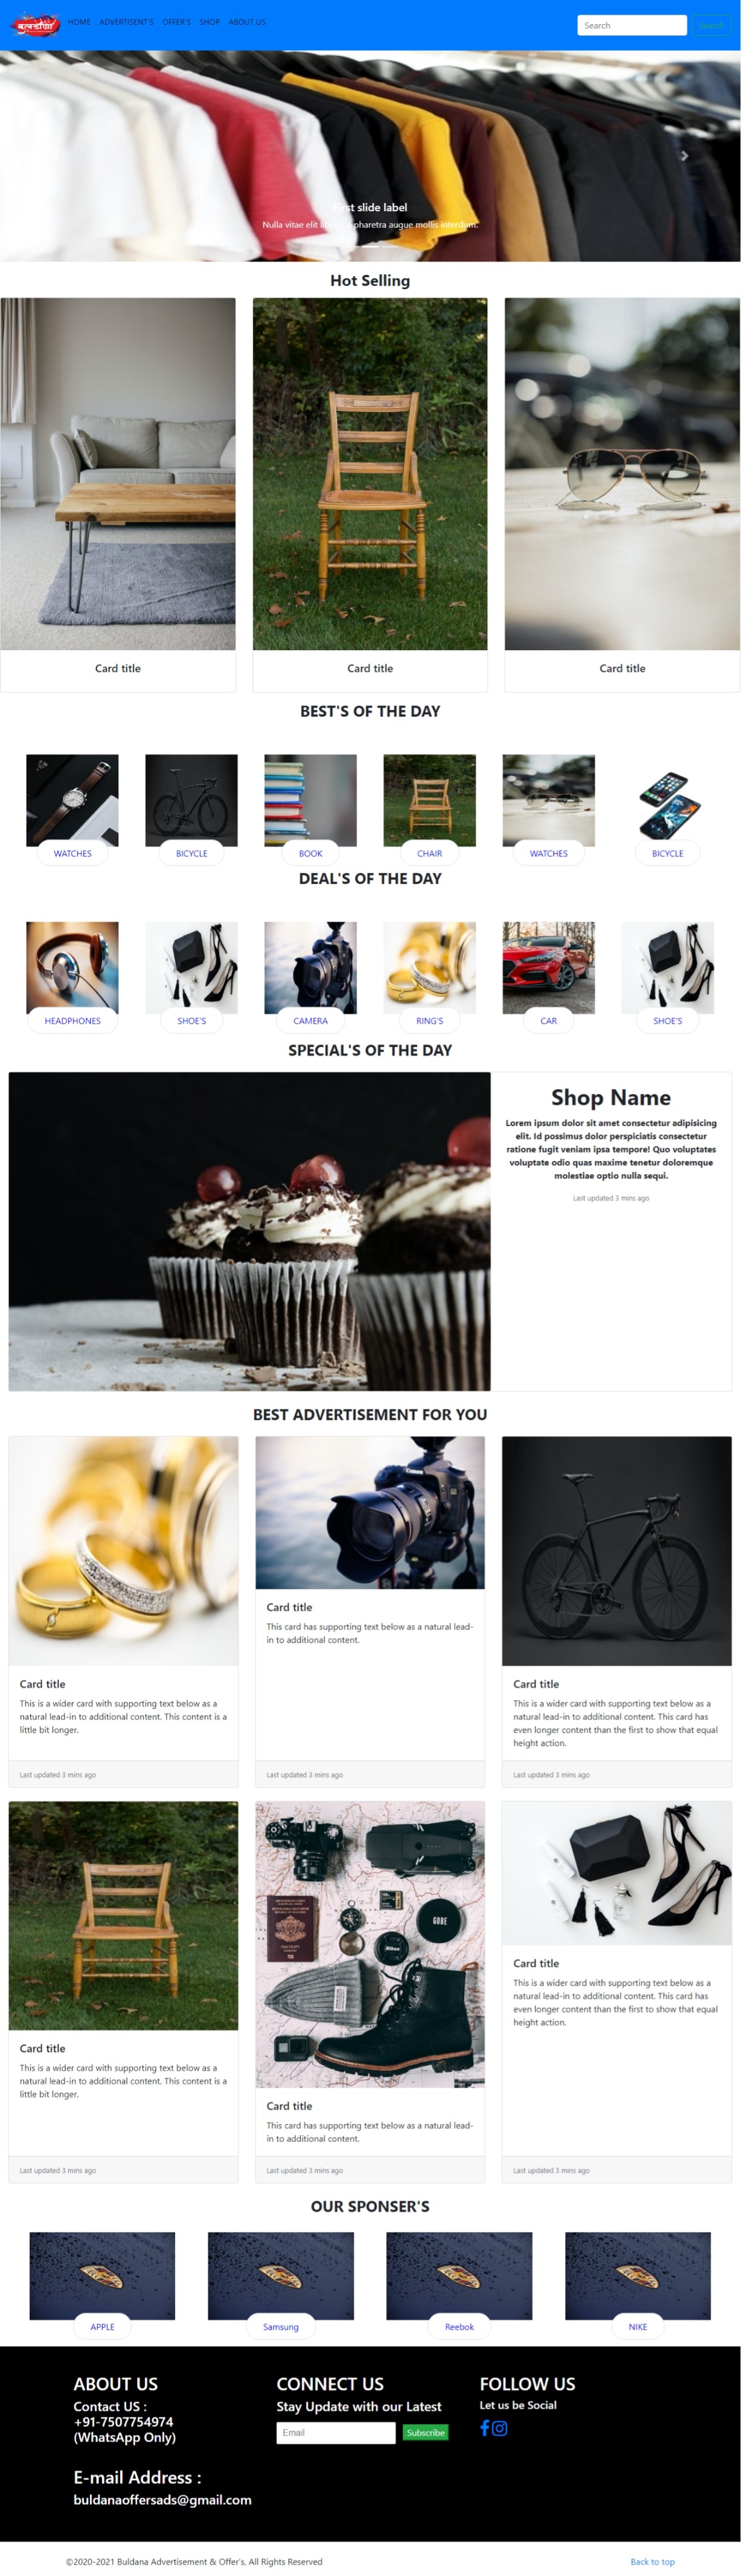 बुलडाणा
HOME ADVERTISENT'S OFFER'S SHOP ABOUT US
Search Search
First slide label
Nulla vitae elit libero, a pharetra augue mollis interdum.
Hot Selling
Card title Card title Card title
BEST'S OF THE DAY
WATCHES BICYCLE BOOK CHAIR WATCHES BICYCLE
DEAL'S OF THE DAY
HEADPHONES SHOE'S CAMERA RING'S CAR SHOE'S
SPECIAL'S OF THE DAY
Shop Name
Lorem ipsum dolor sit amet consectetur adipisicing
elit. Id possimus dolor perspiciatis consectetur
ratione fugit veniam ipsa tempore! Quo voluptates
voluptate odio quas maxime tenetur doloremque
molestiae optio nulla sequi.
Last updated 3 mins ago
BEST ADVERTISEMENT FOR YOU
Card title
This is a wider card with supporting text below as a
natural lead-in to additional content. This content is a
little bit longer.
Last updated 3 mins ago
Card title
This card has supporting text below as a natural lead-
in to additional content.
Last updated 3 mins ago
Card title
This is a wider card with supporting text below as a
natural lead-in to additional content. This card has
even longer content than the first to show that equal
height action.
Last updated 3 mins ago
Card title
This is a wider card with supporting text below as a
natural lead-in to additional content. This content is a
little bit longer.
Last updated 3 mins ago
GUBE
Nikon
Card title
This card has supporting text below as a natural lead-
in to additional content.
Last updated 3 mins ago
Card title
This is a wider card with supporting text below as a
natural lead-in to additional content. This card has
even longer content than the first to show that equal
height action.
Last updated 3 mins ago
OUR SPONSER'S
APPLE Samsung Reebok NIKE
ABOUT US
Contact US :
+91-7507754974
(WhatsApp Only)
E-mail Address :
buldanaoffersads@gmail.com
CONNECT US
Stay Update with our Latest
Email Subscribe
FOLLOW US
Let us be Social
©2020-2021 Buldana Advertisement & Offer's, All Rights Reserved
Back to top